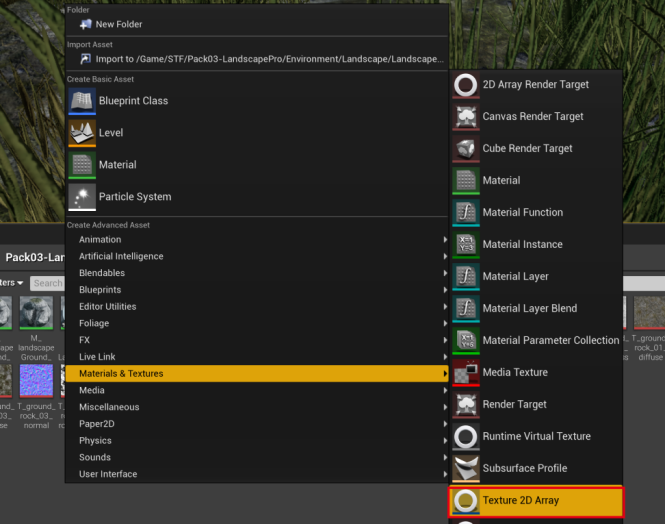 Folder
New Folder
Import Asset
Import to /Game/STF/Pack03-LandscapePro/Environment/Landscape/Landscape...
Create Basic Asset
Blueprint Class
Level
Material
Particle System
Create Advanced Asset
Animation
Artificial Intelligence
Blendables
Blueprints
Editor Utilities
Foliage
FX
Live Link
Materials & Textures
Media
Miscellaneous
Paper2D
Physics
Sounds
User Interface
2D Array Render Target
Canvas Render Target
Cube Render Target
Material
Material Function
Material Instance
Material Layer
Material Layer Blend
Material Parameter Collection
Media Texture
Render Target
Runtime Virtual Texture
Subsurface Profile
Texture 2D Array
Pack03-Lan
ters
Search
M_
landscape
Ground_
T_ground_
rock_03_
normal
T_ground
rock_01_
diffuse